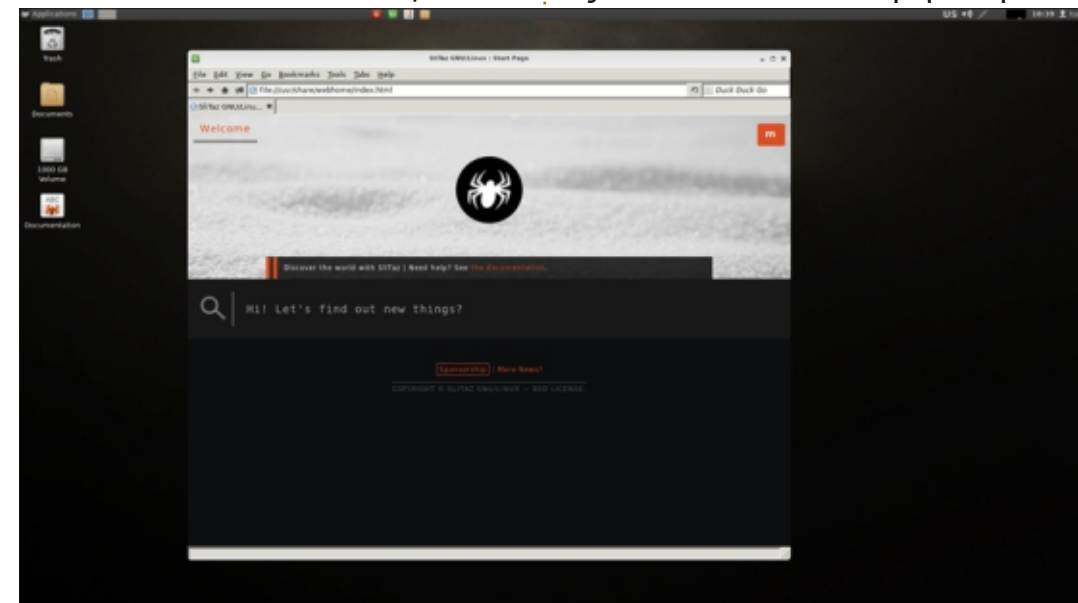 Applications
US
10:39
Trash
Documents
1000 GB
Volume
ABC
Documentation
SliTaz GNU/Linux : Start Page
File Edit View Go Bookmarks Tools Tabs Help
file:///usr/share/webhome/index.html
Duck Duck Go
SliTaz GNU/Linu...
Welcome
m
Discover the world with SliTaz | Need help? See the documentation.
Hi! Let's find out new things?
Sponsorship | More News?
COPYRIGHT © SLITAZ GNU/LINUX — BSD LICENSE.